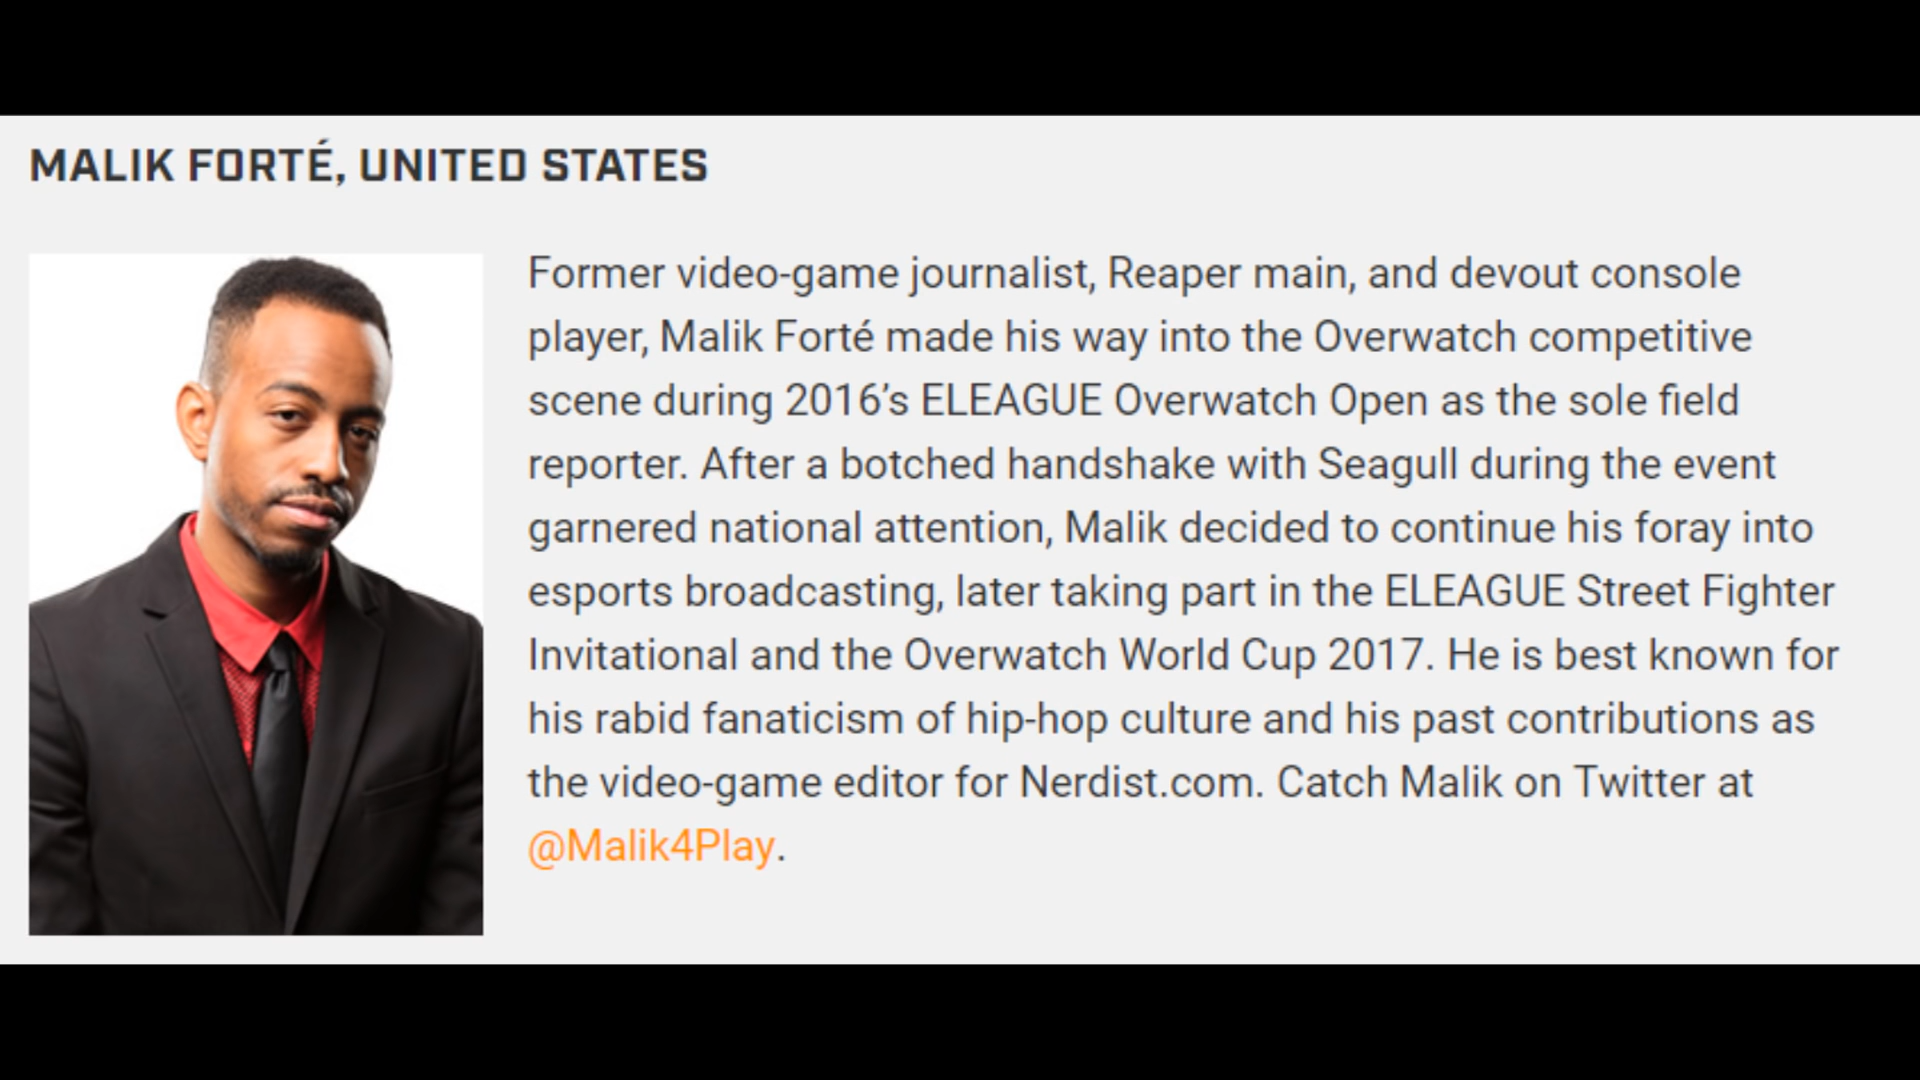 MALIK FORTÉ, UNITED STATES
Former video-game journalist, Reaper main, and devout console
player, Malik Forté made his way into the Overwatch competitive
scene during 2016’s ELEAGUE Overwatch Open as the sole field
reporter. After a botched handshake with Seagull during the event
garnered national attention, Malik decided to continue his foray into
esports broadcasting, later taking part in the ELEAGUE Street Fighter
Invitational and the Overwatch World Cup 2017. He is best known for
his rabid fanaticism of hip-hop culture and his past contributions as
the video-game editor for Nerdist.com. Catch Malik on Twitter at
@Malik4Play.